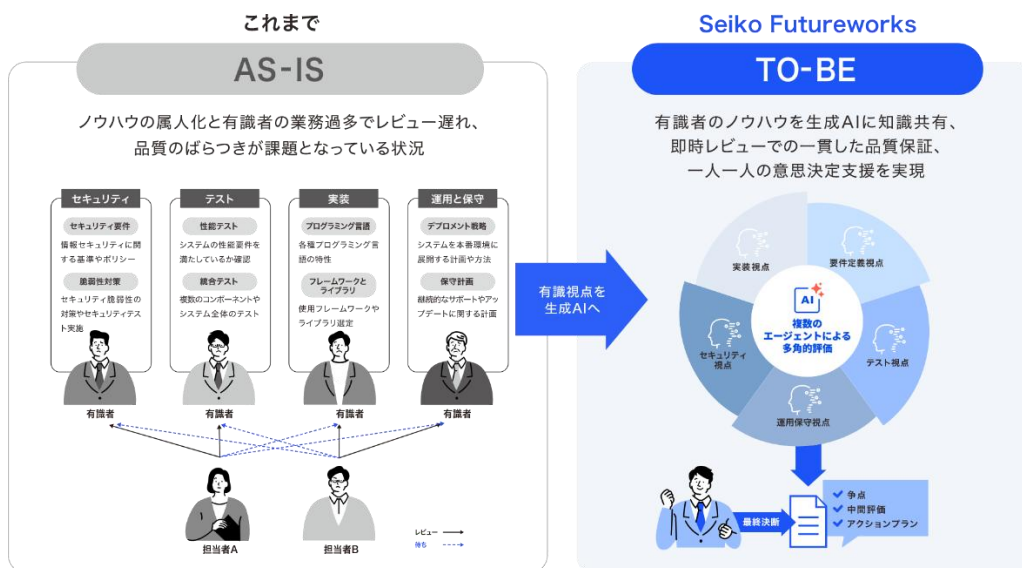 これまで
AS-IS
ノウハウの属人化と有識者の業務過多でレビュー遅れ、
品質のばらつきが課題となっている状況
セキュリティ
セキュリティ要件
情報セキュリティに関
する基準やポリシー
脆弱性対策
セキュリティ脆弱性の
対策やセキュリティテス
ト実施
有識者
テスト
性能テスト
システムの性能要件を
満たしているか確認
統合テスト
複数のコンポーネントや
システム全体のテスト
有識者
実装
プログラミング言語
各種プログラミング言
語の特性
フレームワークと
ライブラリ
使用フレームワークや
ライブラリ選定
有識者
運用と保守
デプロメント戦略
システムを本番環境に
展開する計画や方法
保守計画
継続的なサポートやアッ
プデートに関する計画
有識者
担当者A
担当者B
レビュー
待ち
有識視点を
生成AIへ
Seiko Futureworks
TO-BE
有識者のノウハウを生成AIに知識共有、
即時レビューでの一貫した品質保証、
一人一人の意思決定支援を実現
実装視点
要件定義視点
セキュリティ
視点
テスト視点
運用保守視点
AI
複数の
エージェントによる
多角的評価
最終決断
争点
中間評価
アクションプラン